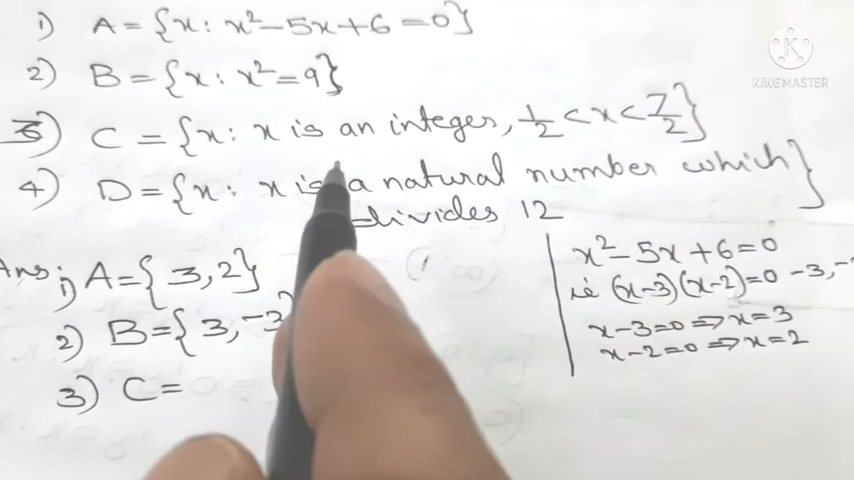 1) A = {x: x² - 5x + 6 = 0}
2) B = {x: x² = 9}
3) C = {x: x is an integer, 1/2 < x < 7/2}
4) D = {x: x is a natural number which
divides 12}
Ans: 1) A = {3, 2}
2) B = {3, -3}
3) C =
x² - 5x + 6 = 0
ie (x-3)(x-2) = 0 -3, -
x-3=0 ⇒ x=3
x-2=0 ⇒ x=2
KINEMASTER